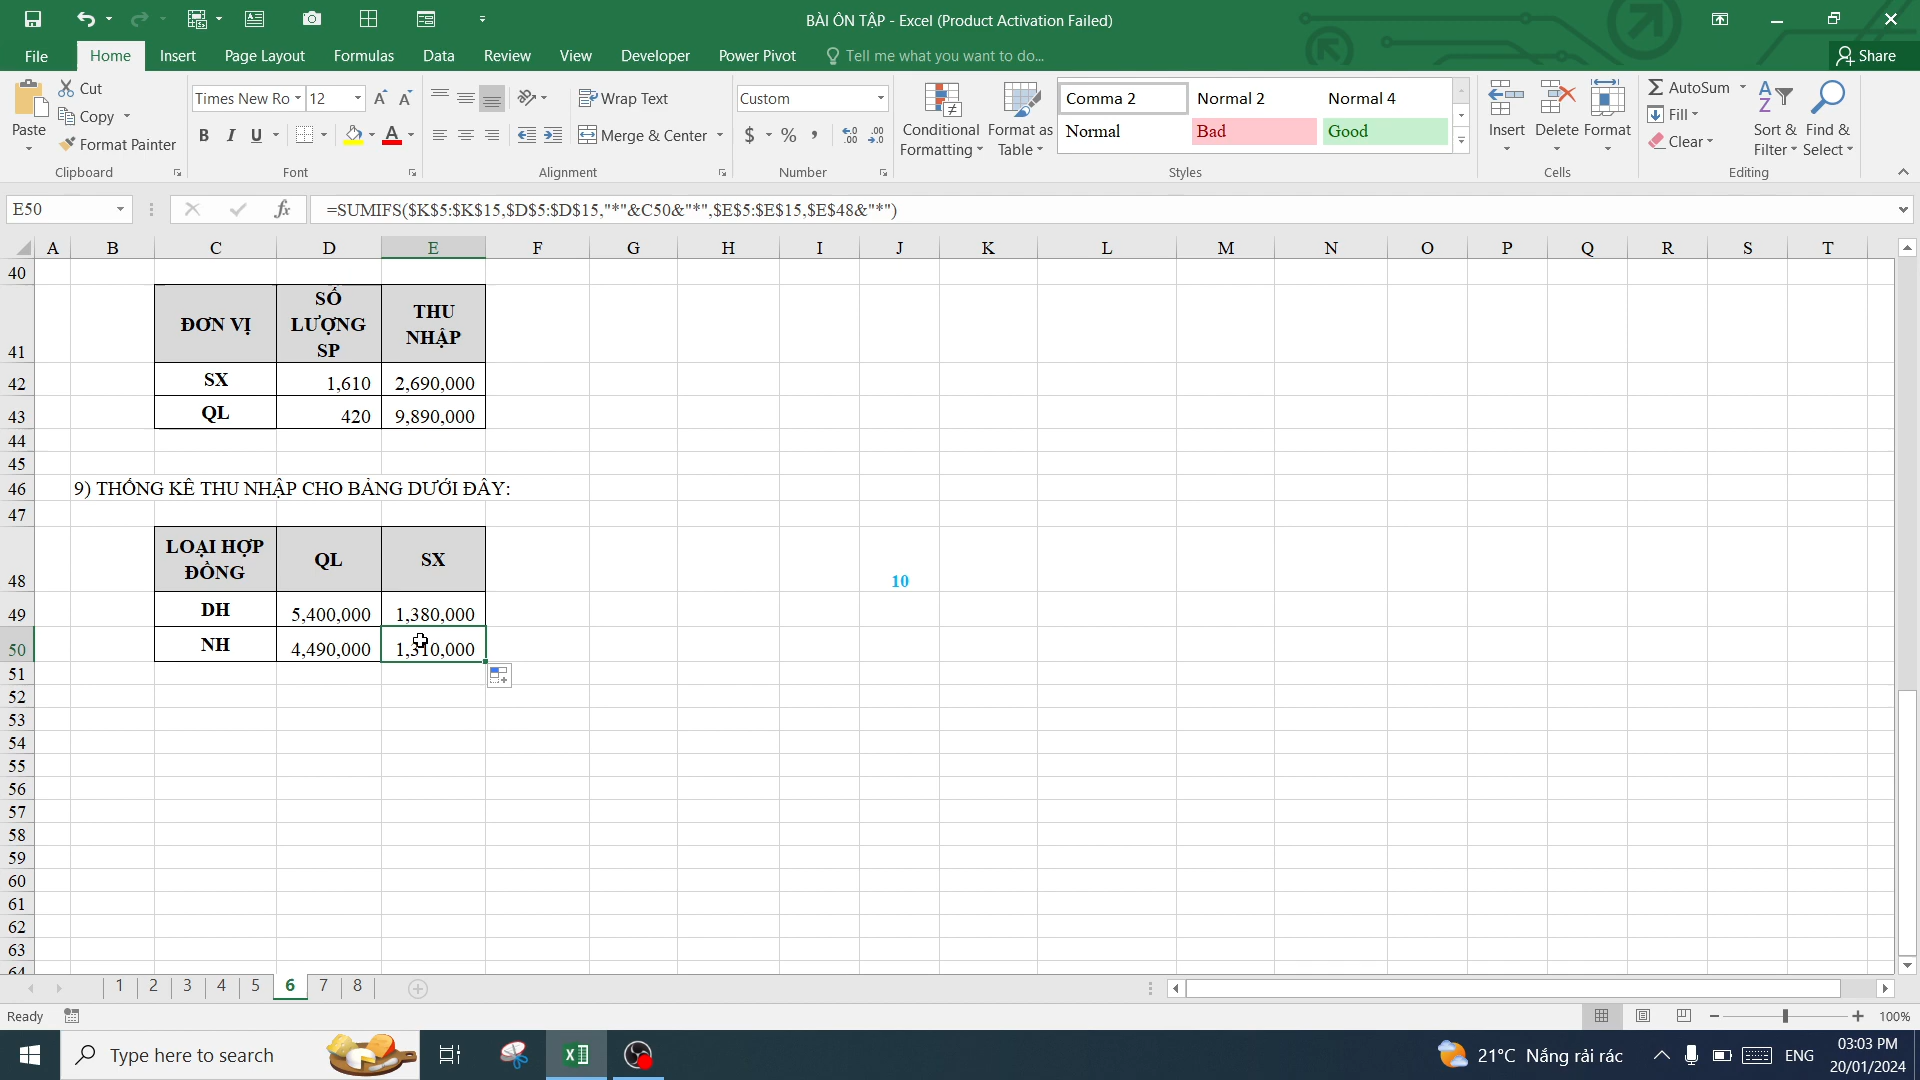 BÀI ÔN TẬP - Excel (Product Activation Failed)
File Home Insert Page Layout Formulas Data Review View Developer Power Pivot Tell me what you want to do... Share
Paste Cut Copy Format Painter Clipboard
Times New Ro 12 B I U A Font
Wrap Text Merge & Center Alignment
Custom $ % , Number
Conditional Formatting Format as Table
Comma 2 Normal 2 Normal 4
Normal Bad Good
Styles
Insert Delete Format Cells
AutoSum Fill Clear Sort & Filter Find & Select Editing
E50 fx =SUMIFS($K$5:$K$15,$D$5:$D$15,"*"&C50&"*",$E$5:$E$15,$E$48&"*")
A B C D E F G H I J K L M N O P Q R S T
40
41 ĐƠN VỊ SỐ LƯỢNG SP THU NHẬP
42 SX 1,610 2,690,000
43 QL 420 9,890,000
44
45
46 9) THỐNG KÊ THU NHẬP CHO BẢNG DƯỚI ĐÂY:
47
48 LOẠI HỢP ĐỒNG QL SX 10
49 DH 5,400,000 1,380,000
50 NH 4,490,000 1,310,000
51
52
53
54
55
56
57
58
59
60
61
62
63
64
1 2 3 4 5 6 7 8
Ready 100%
Type here to search 21°C Nắng rải rác ENG 03:03 PM
20/01/2024